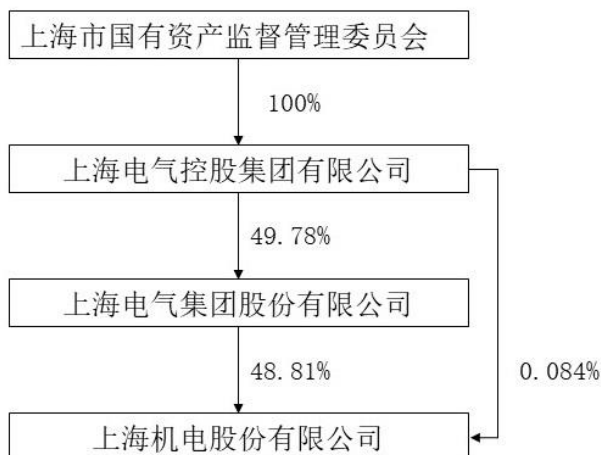 上海市国有资产监督管理委员会
100%
上海电气控股集团有限公司
49.78%
上海电气集团股份有限公司
48.81%
0.084%
上海机电股份有限公司